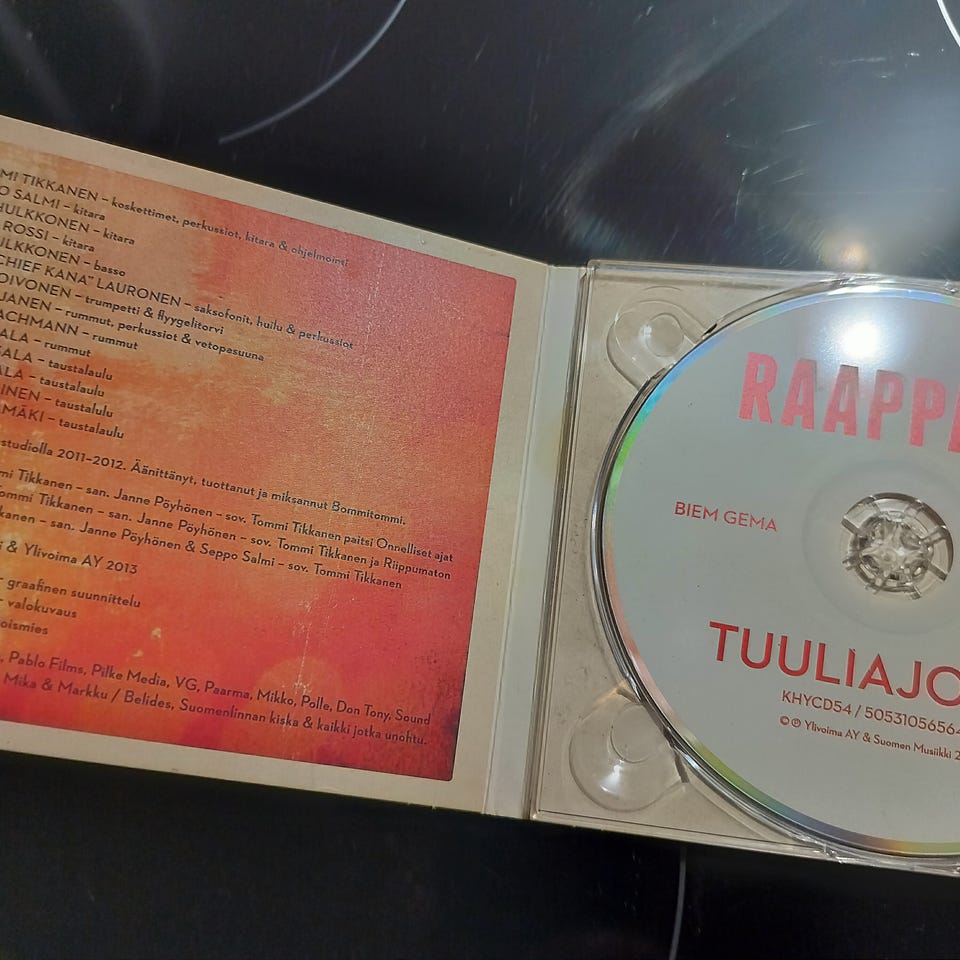 MI TIKKANEN – koskettimet, perkussiot, kitara & ohjelmointi
O SALMI – kitara
HULKKONEN – kitara
ROSSI – kitara
ULKKONEN – basso
CHIEF KANA" LAURONEN – saksofonit, huilu & perkussiot
OIVONEN – trumpetti & flyygelitorvi
JANEN – rummut, perkussiot & vetopasuuna
ACHMANN – rummut
ALA – rummut
SALA – taustalaulu
ALA – taustalaulu
INEN – taustalulu
MÄKI – taustalaulu
studiolla 2011–2012. Äänittänyt, tuottanut ja miksannut Bommitommi.
mi Tikkanen – san. Janne Pöyhönen – sov. Tommi Tikkanen paitsi Onnelliset ajat
Tommi Tikkanen – san. Janne Pöyhönen – sov. Tommi Tikkanen ja Riippumaton
kanen – san. Janne Pöyhönen & Seppo Salmi – sov. Tommi Tikkanen
i & Ylivoima AY 2013
– graafinen suunnittelu
– valokuvaus
oismies
, Pablo Films, Pilke Media, VG, Paarma, Mikko, Polle, Don Tony, Sound
Mika & Markku / Belides, Suomenlinnan kiska & kaikki jotka unohtu.
RAAPP
BIEM GEMA
TUULIAJO
KHYCD54 / 5053105656
© ℗ Ylivoima AY & Suomen Musiikki 2